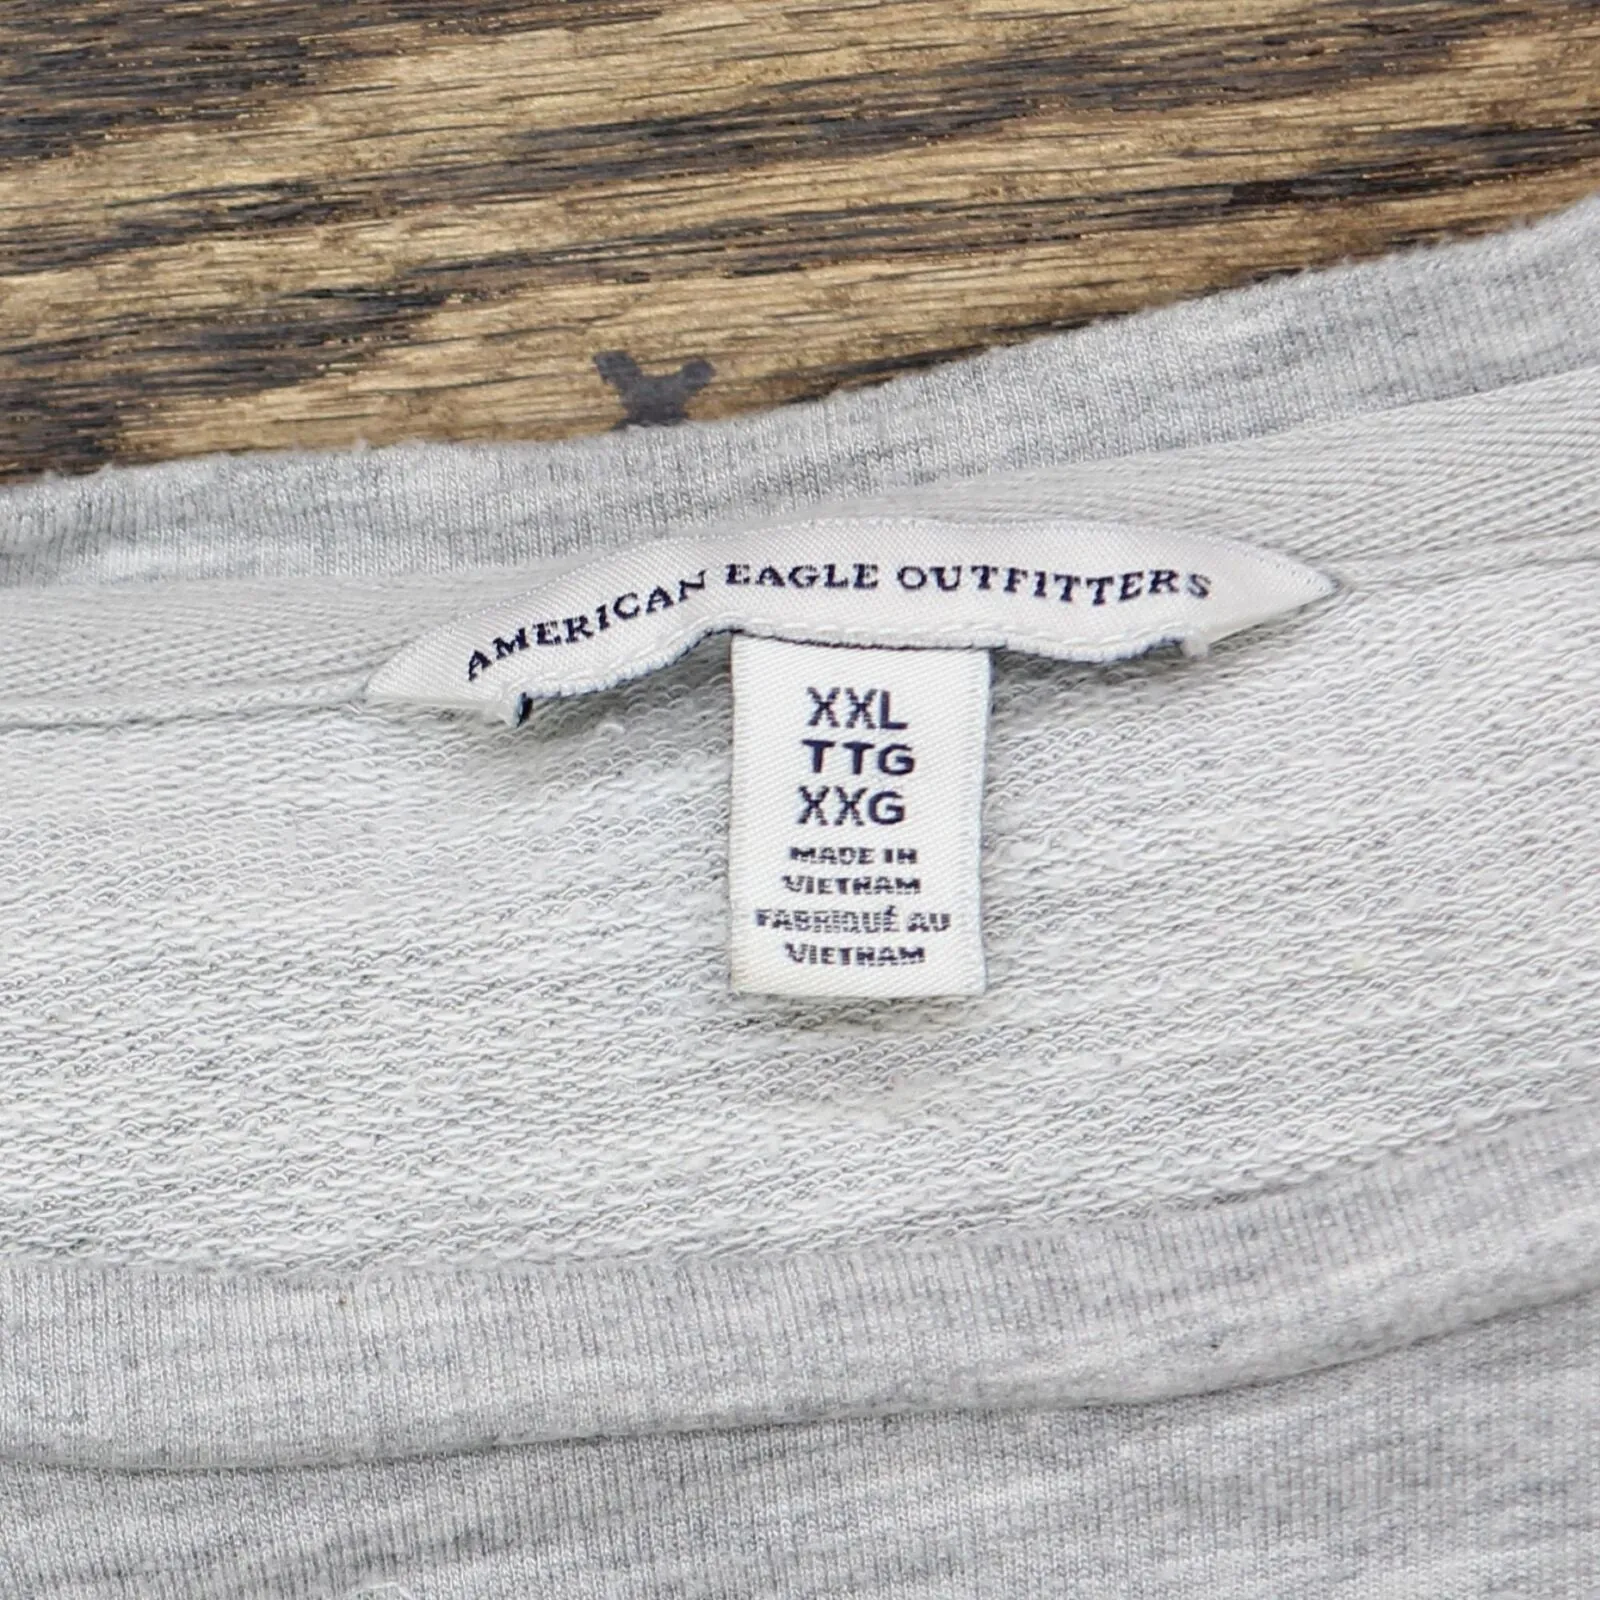 AMERICAN EAGLE OUTFITTERS
XXL
TTG
XXG
MADE IN
VIETNAM
FABRIQUÉ AU
VIETNAM